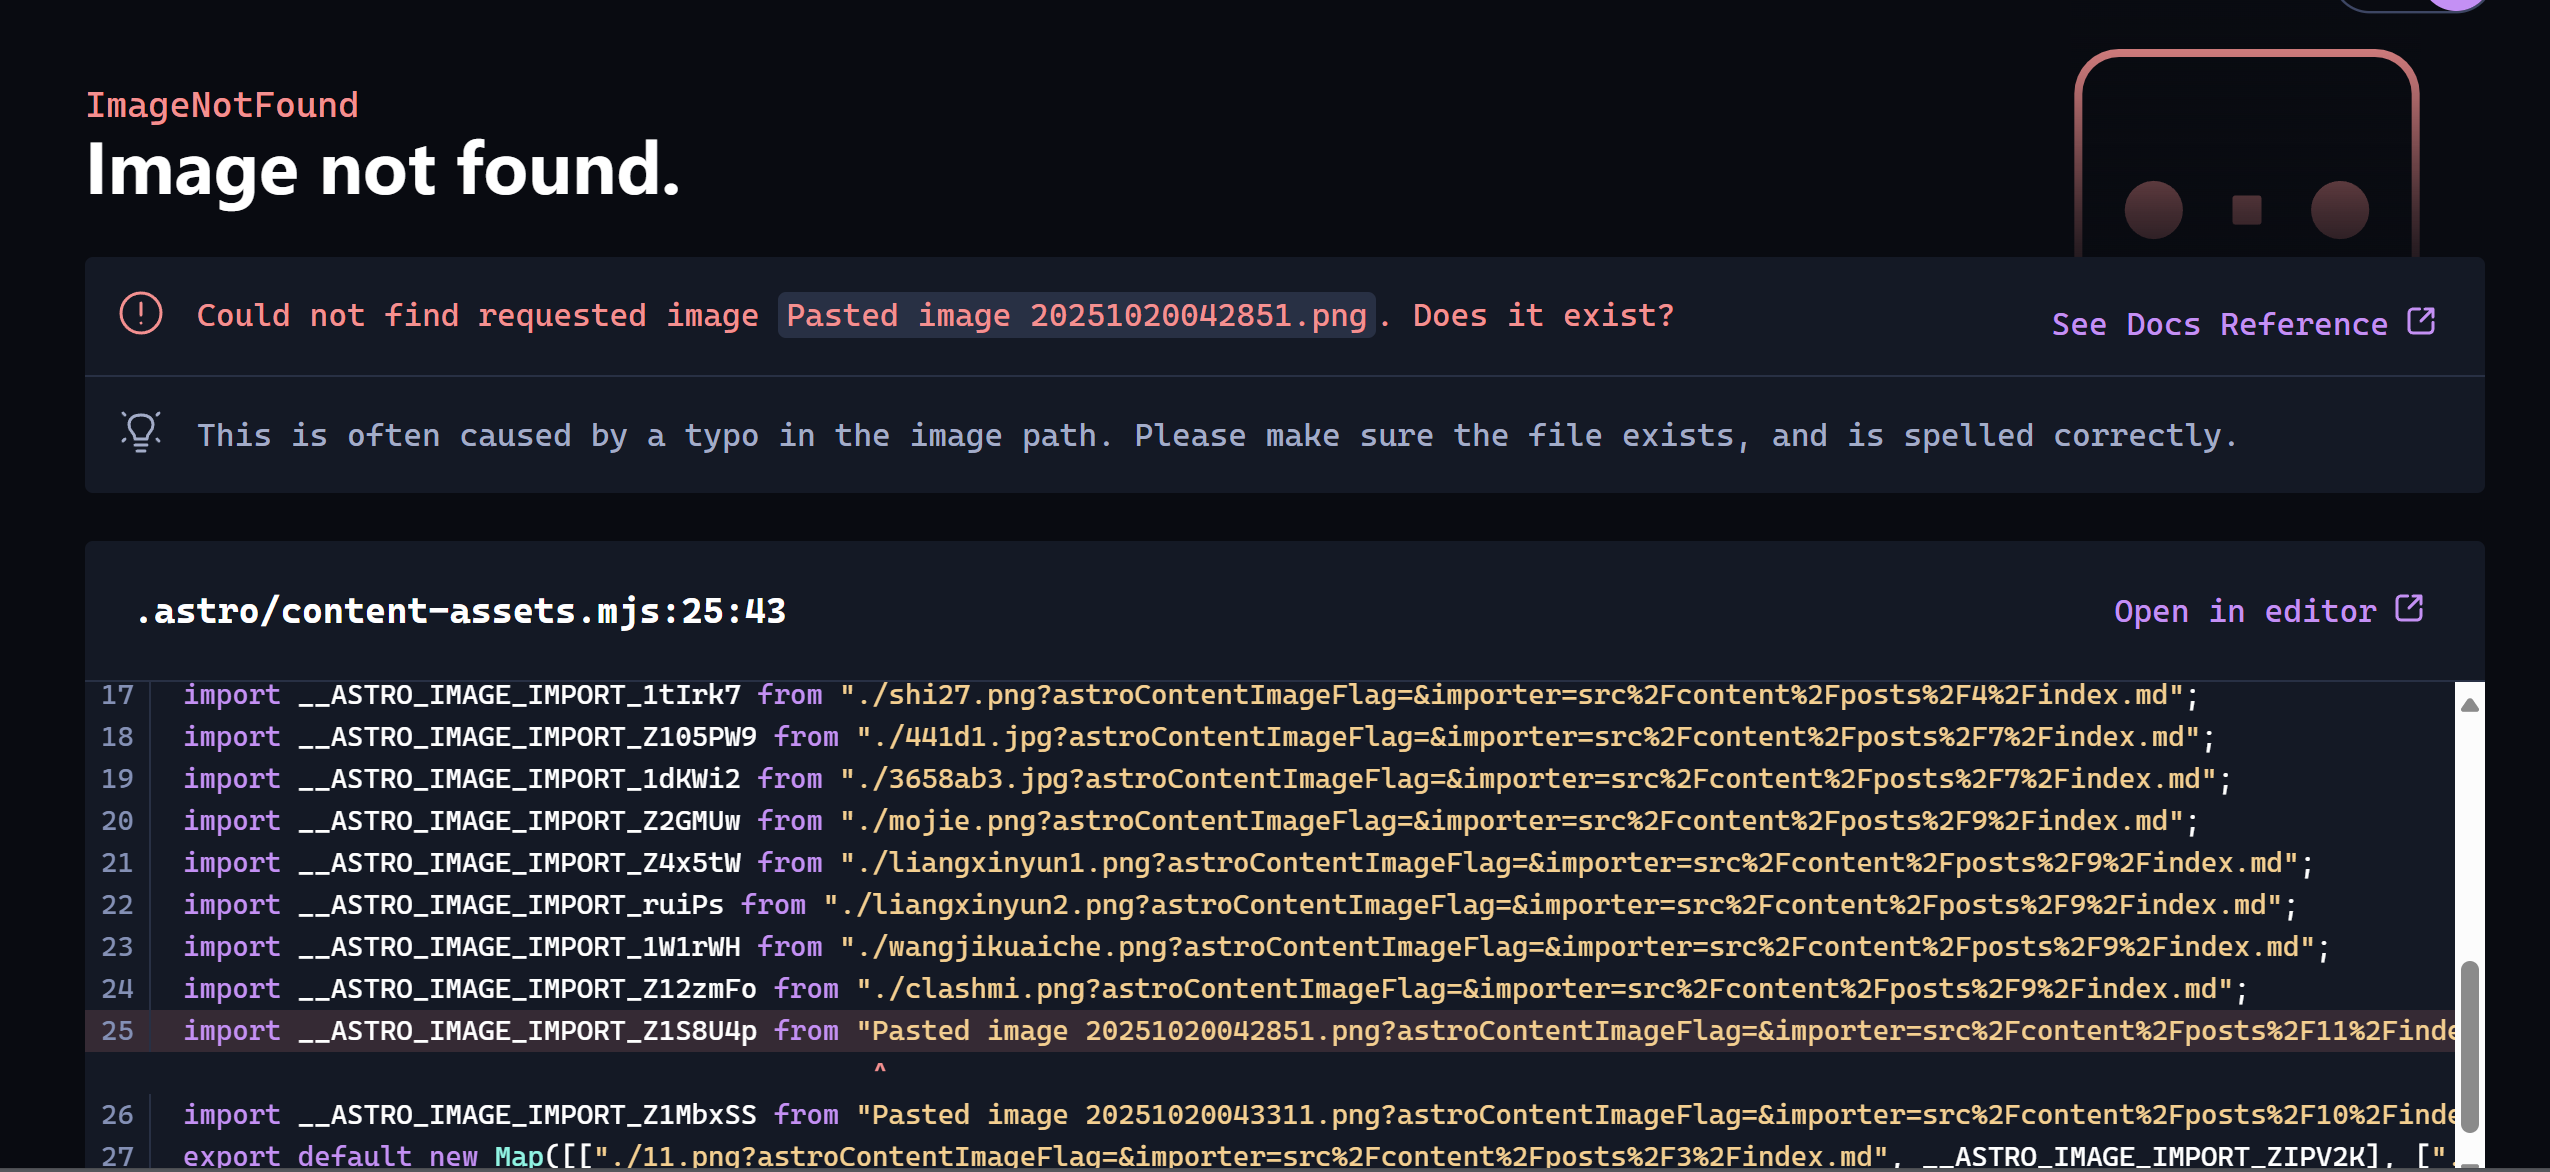 ImageNotFound
Image not found.
Could not find requested image Pasted image 20251020042851.png. Does it exist?
See Docs Reference
This is often caused by a typo in the image path. Please make sure the file exists, and is spelled correctly.
.astro/content-assets.mjs:25:43
Open in editor
17 import __ASTRO_IMAGE_IMPORT_1tIrk7 from "./shi27.png?astroContentImageFlag=&importer=src%2Fcontent%2Fposts%2F4%2Findex.md";
18 import __ASTRO_IMAGE_IMPORT_Z105PW9 from "./441d1.jpg?astroContentImageFlag=&importer=src%2Fcontent%2Fposts%2F7%2Findex.md";
19 import __ASTRO_IMAGE_IMPORT_1dKWi2 from "./3658ab3.jpg?astroContentImageFlag=&importer=src%2Fcontent%2Fposts%2F7%2Findex.md";
20 import __ASTRO_IMAGE_IMPORT_Z2GMUw from "./mojie.png?astroContentImageFlag=&importer=src%2Fcontent%2Fposts%2F9%2Findex.md";
21 import __ASTRO_IMAGE_IMPORT_Z4x5tW from "./liangxinyun1.png?astroContentImageFlag=&importer=src%2Fcontent%2Fposts%2F9%2Findex.md";
22 import __ASTRO_IMAGE_IMPORT_ruiPs from "./liangxinyun2.png?astroContentImageFlag=&importer=src%2Fcontent%2Fposts%2F9%2Findex.md";
23 import __ASTRO_IMAGE_IMPORT_1W1rWH from "./wangjikuaiche.png?astroContentImageFlag=&importer=src%2Fcontent%2Fposts%2F9%2Findex.md";
24 import __ASTRO_IMAGE_IMPORT_Z12zmFo from "./clashmi.png?astroContentImageFlag=&importer=src%2Fcontent%2Fposts%2F9%2Findex.md";
25 import __ASTRO_IMAGE_IMPORT_Z1S8U4p from "Pasted image 20251020042851.png?astroContentImageFlag=&importer=src%2Fcontent%2Fposts%2F11%2Finde
^
26 import __ASTRO_IMAGE_IMPORT_Z1MbxSS from "Pasted image 20251020043311.png?astroContentImageFlag=&importer=src%2Fcontent%2Fposts%2F10%2Finde
27 export default new Map([["./11.png?astroContentImageFlag=&importer=src%2Fcontent%2Fposts%2F3%2Findex.md", __ASTRO_IMAGE_IMPORT_ZIPV2K], [".